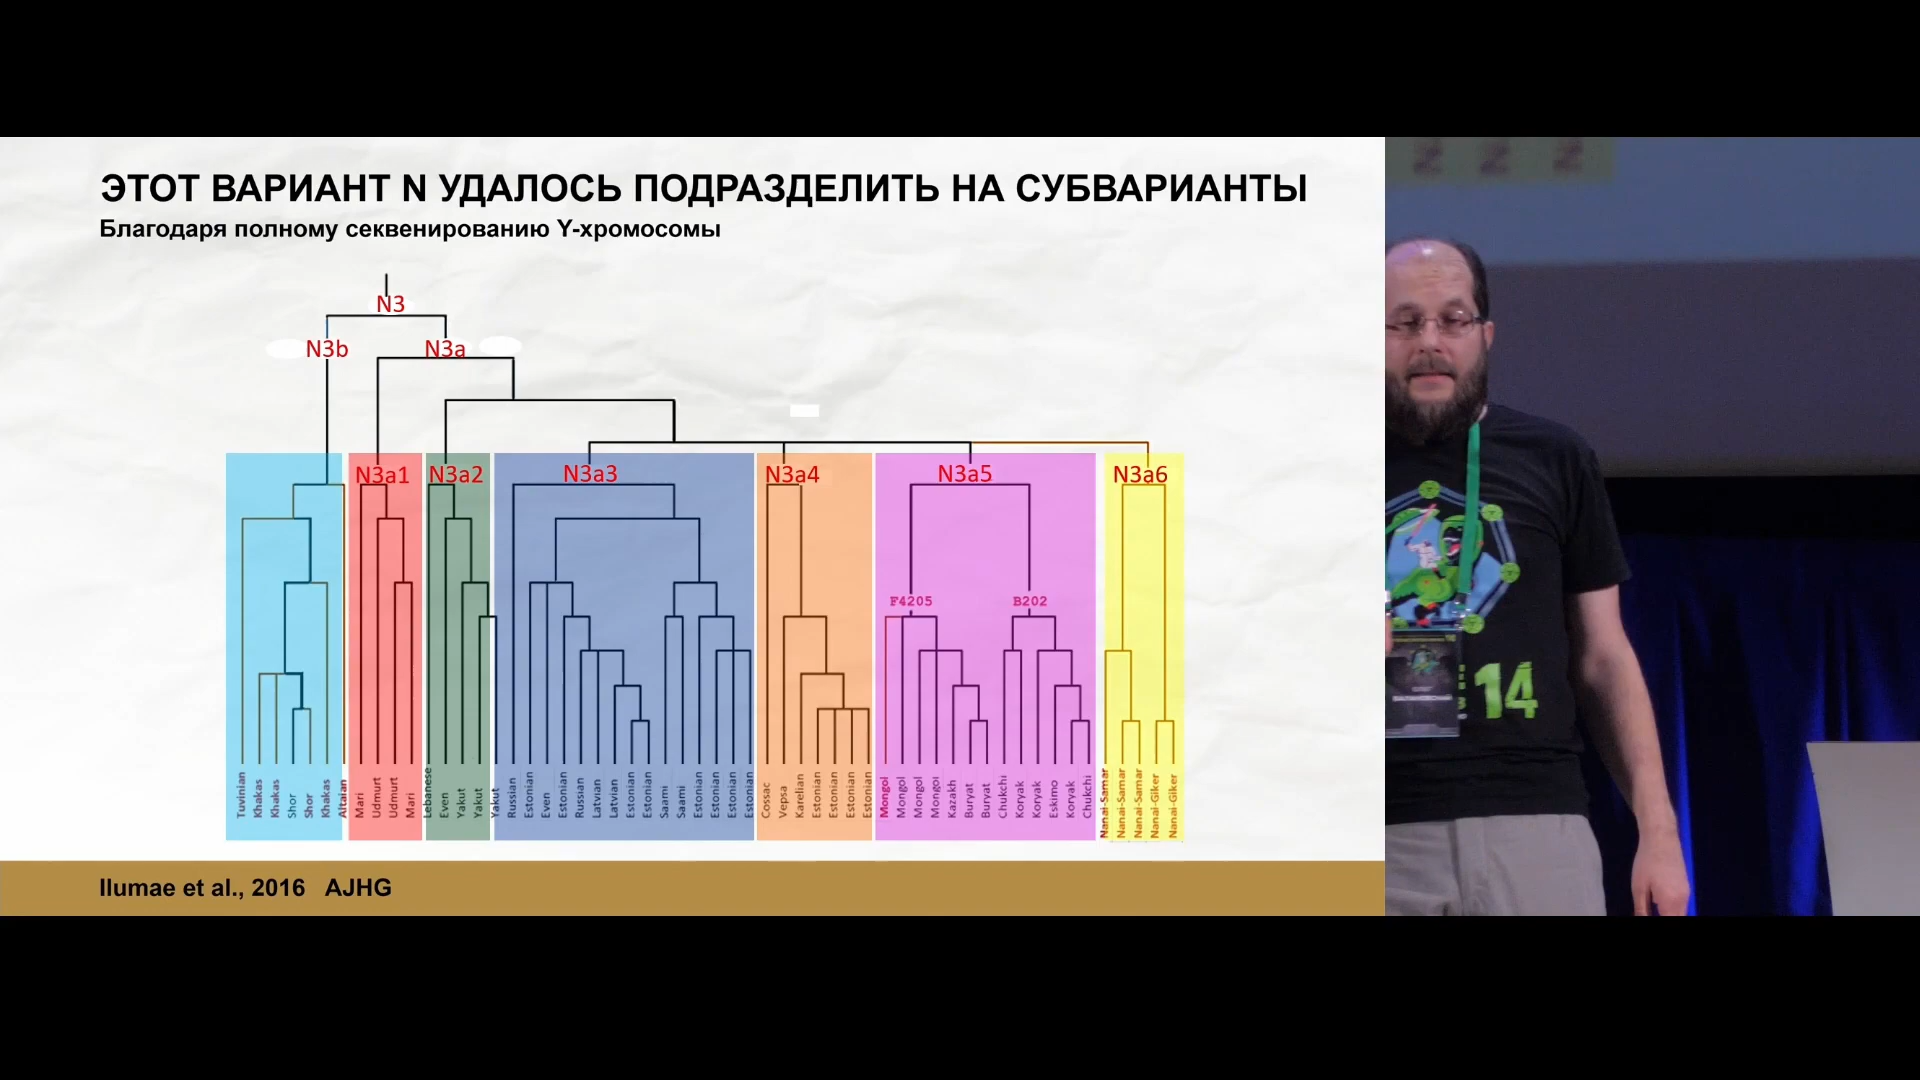 ЭТОТ ВАРИАНТ N УДАЛОСЬ ПОДРАЗДЕЛИТЬ НА СУБВАРИАНТЫ
Благодаря полному секвенированию Y-хромосомы
N3
N3b N3a
N3a1 N3a2 N3a3 N3a4 N3a5 N3a6
F4205 B202
Tuvinian
Khakas
Khakas
Shor
Shor
Khakas
Altaian
Mari
Udmurt
Udmurt
Mari
Lebanese
Even
Yakut
Yakut
Yakut
Russian
Estonian
Even
Estonian
Russian
Latvian
Latvian
Estonian
Estonian
Saami
Saami
Estonian
Estonian
Estonian
Estonian
Cossac
Vepsa
Karelian
Estonian
Estonian
Estonian
Estonian
Mongol
Mongol
Mongol
Mongol
Kazakh
Buryat
Buryat
Chukchi
Koryak
Koryak
Eskimo
Koryak
Chukchi
Nanai-Samar
Nanai-Samar
Nanai-Samar
Nanai-Giker
Nanai-Giker
Ilumae et al., 2016 AJHG
14